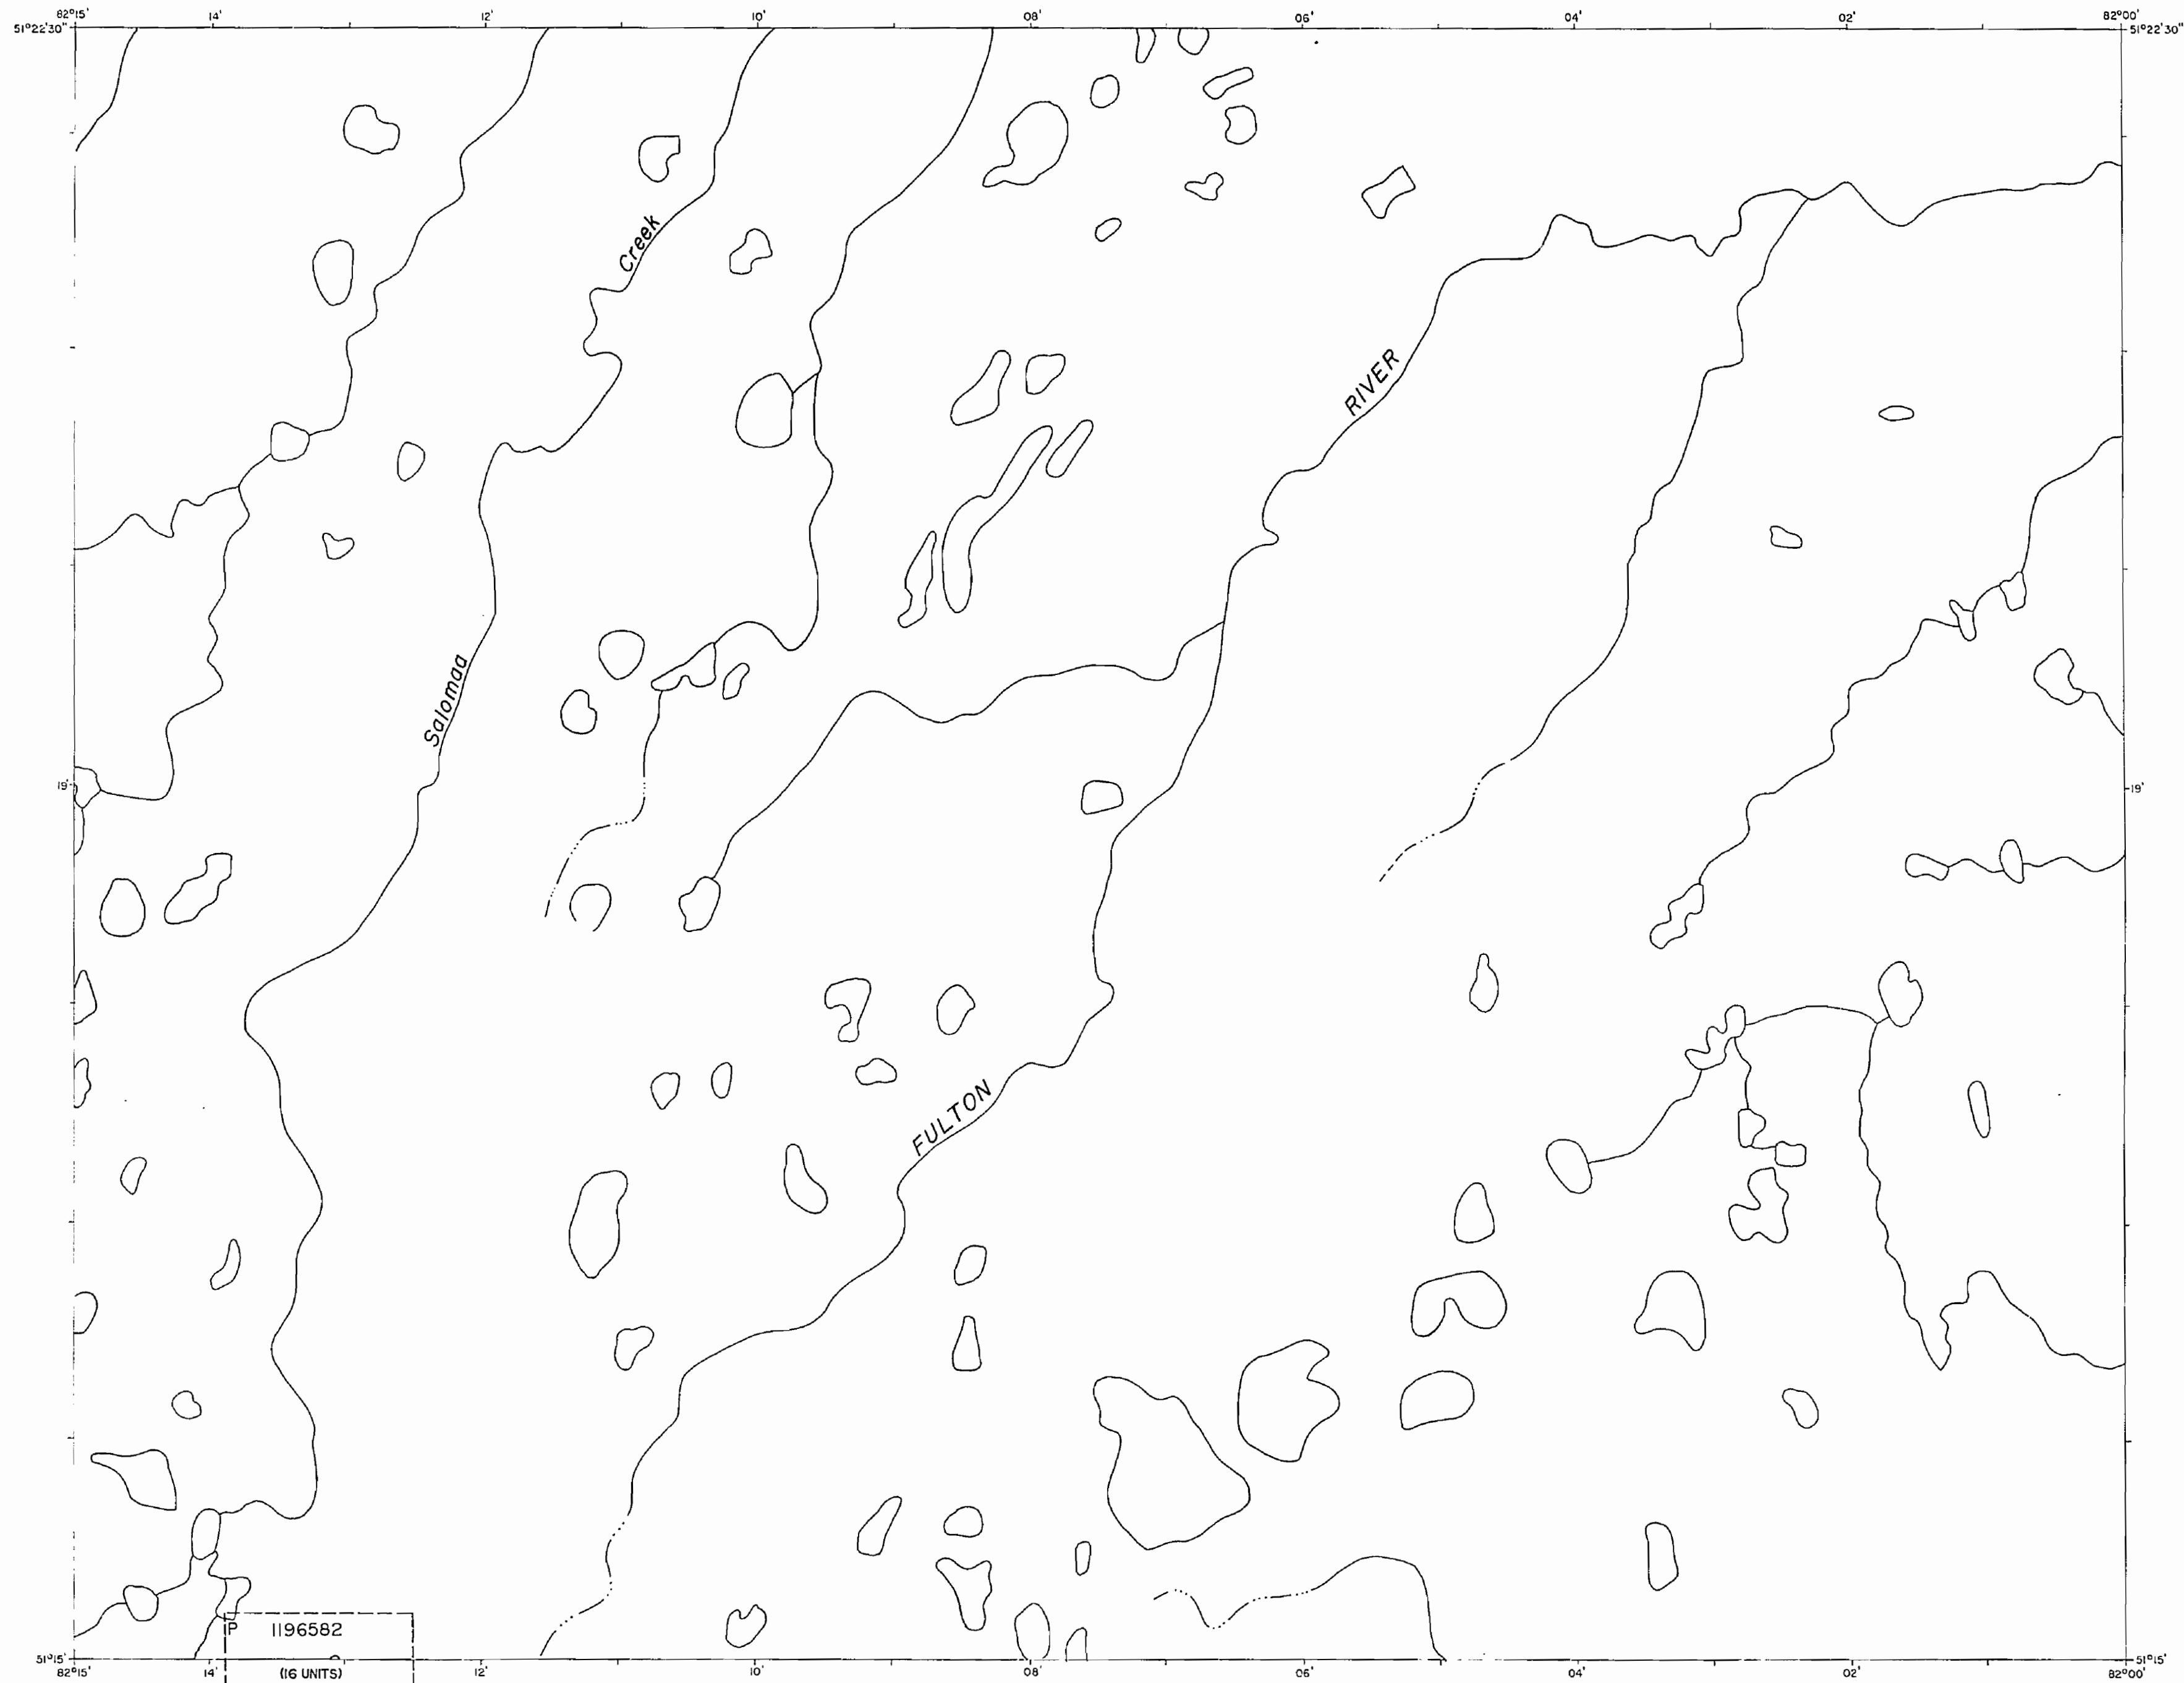 82°15' 14' 12' 10' 08' 06' 04' 02' 82°00'
51°22'30" 51°22'30"
Creek
RIVER
Salomaa
19' 19'
FULTON
P 1196582
51°15' 51°15'
82°15' 14' (16 UNITS) 12' 10' 08' 06' 04' 02' 82°00'